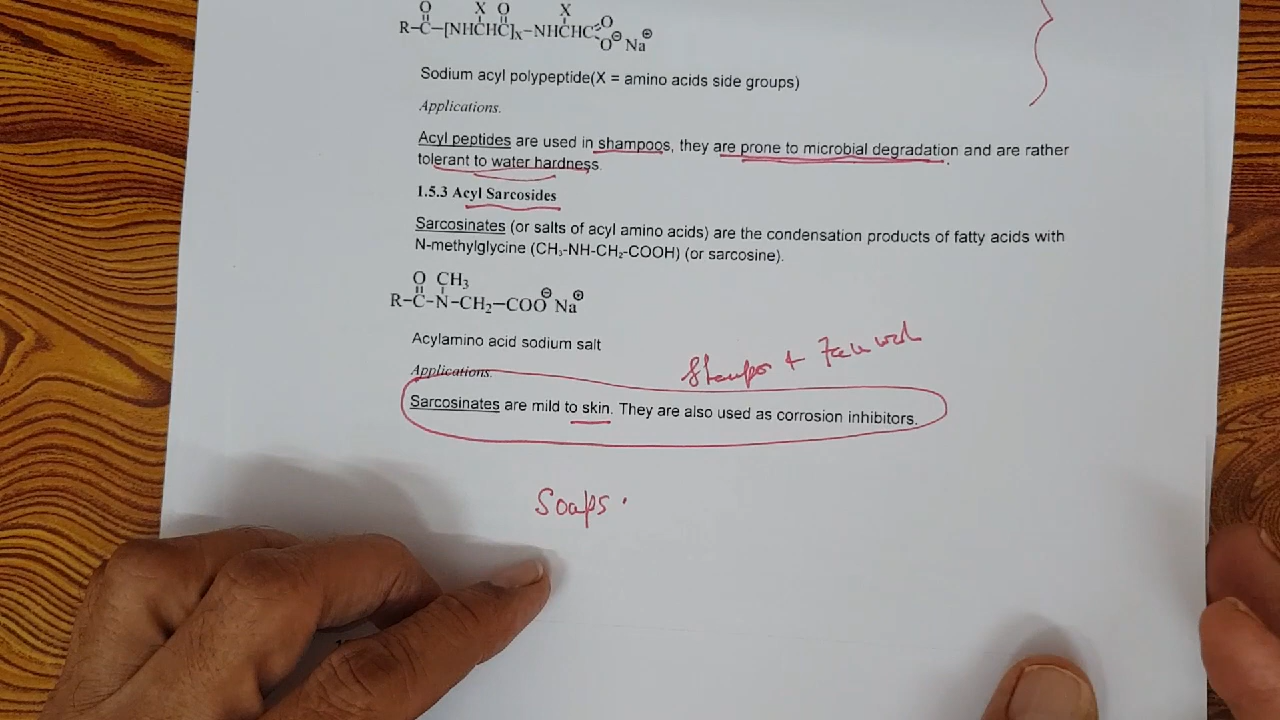 O X O X
R–C–[NHCHC]x–NHCHC O O⊖ Na⊕
Sodium acyl polypeptide(X = amino acids side groups)
Applications.
Acyl peptides are used in shampoos, they are prone to microbial degradation and are rather
tolerant to water hardness.
1.5.3 Acyl Sarcosides
Sarcosinates (or salts of acyl amino acids) are the condensation products of fatty acids with
N-methylglycine (CH₃-NH-CH₂-COOH) (or sarcosine).
O CH₃
R–C–N–CH₂–COO⊖ Na⊕
Acylamino acid sodium salt
+
Applications.
Sarcosinates are mild to skin. They are also used as corrosion inhibitors.
Soaps.